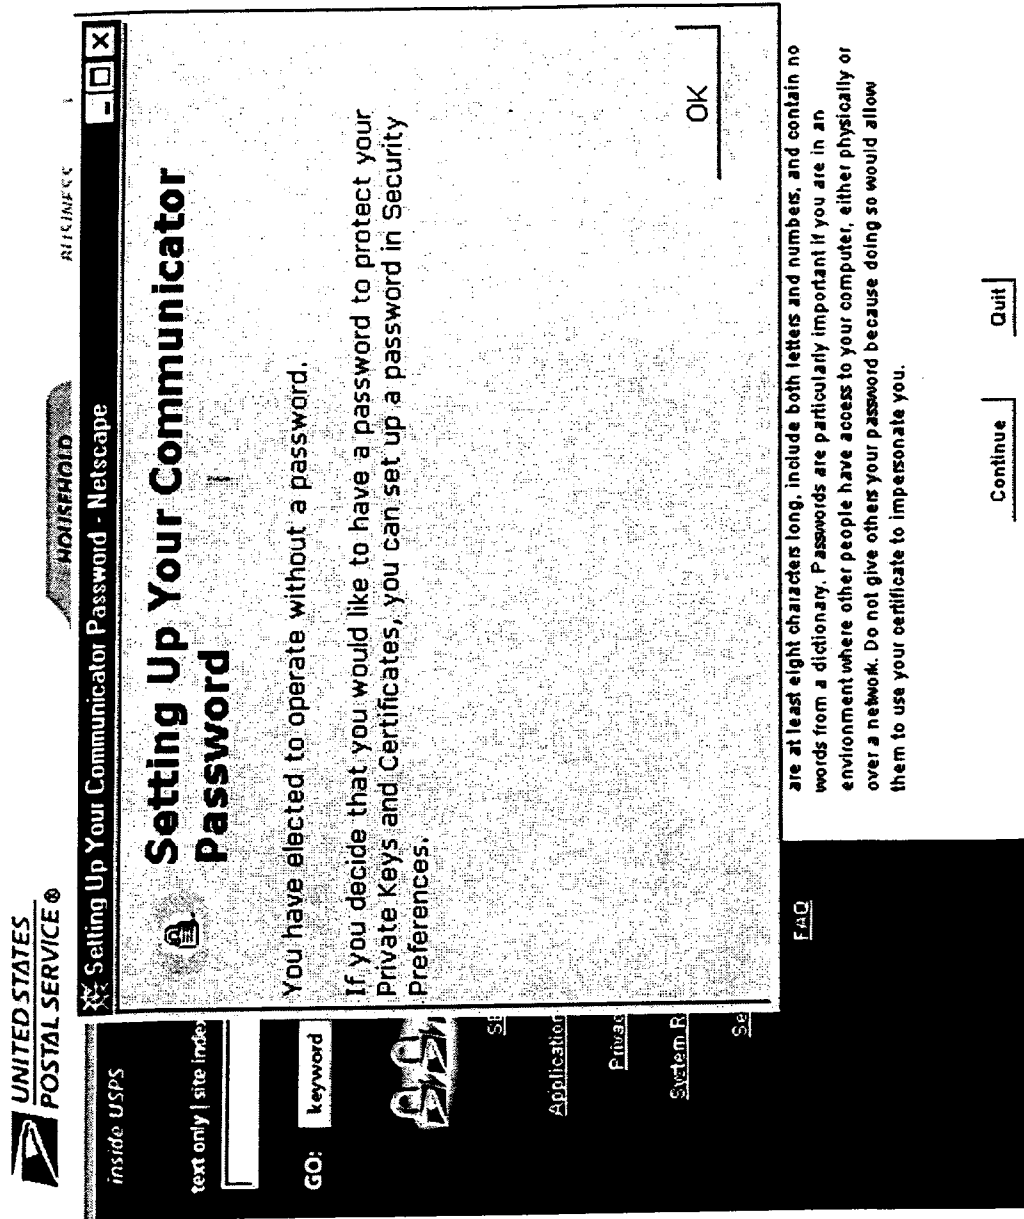 UNITED STATES
POSTAL SERVICE ®
HOUSEHOLD
BUSINESS
inside USPS
text only | site index
GO:
keyword
Application
Privac
System R
Se
FAQ
Setting Up Your Communicator Password - Netscape
Setting Up Your Communicator
Password
You have elected to operate without a password.
If you decide that you would like to have a password to protect your
Private Keys and Certificates, you can set up a password in Security
Preferences.
OK
are at least eight characters long, include both letters and numbers, and contain no
words from a dictionary. Passwords are particularly important if you are in an
environment where other people have access to your computer, either physically or
over a network. Do not give others your password because doing so would allow
them to use your certificate to impersonate you.
Continue
Quit